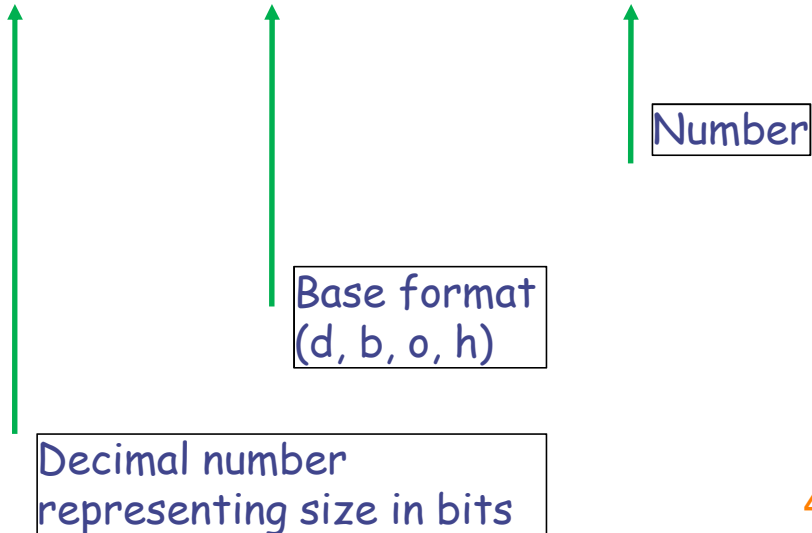 Number
Base format
(d, b, o, h)
Decimal number
representing size in bits